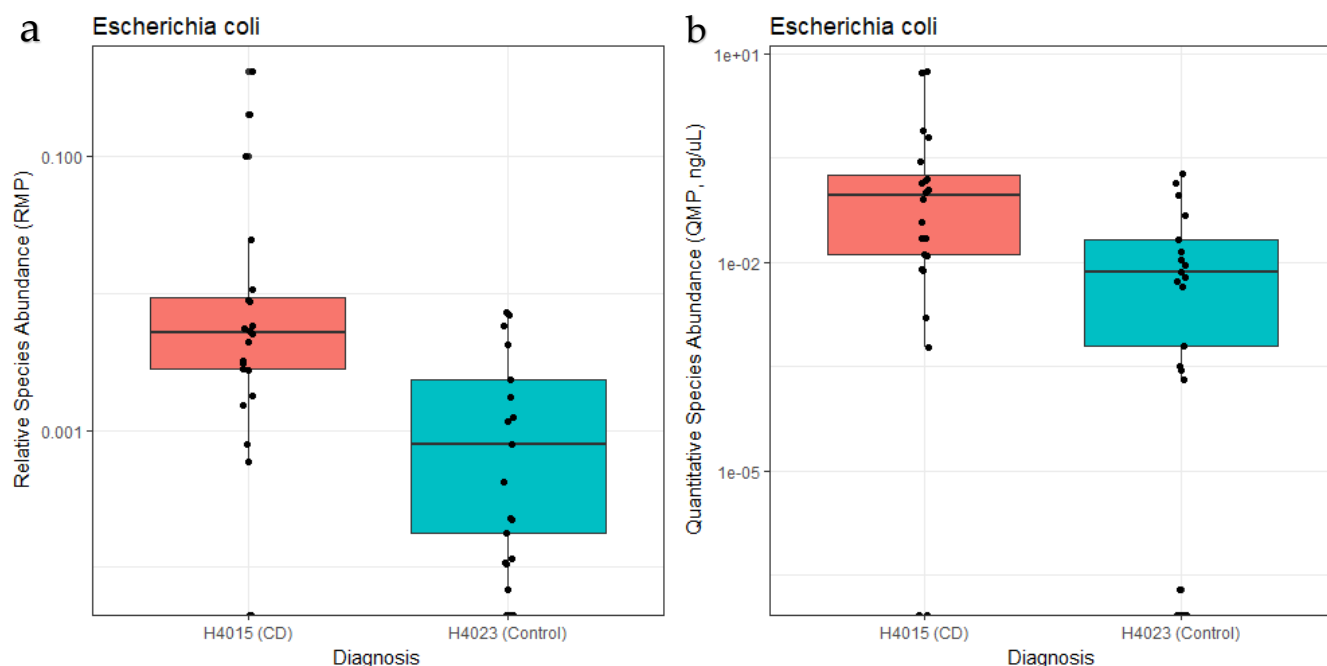 a
Escherichia coli
Relative Species Abundance (RMP)
0.100
0.001
H4015 (CD)
H4023 (Control)
Diagnosis
b
Escherichia coli
Quantitative Species Abundance (QMP, ng/uL)
1e+01
1e-02
1e-05
H4015 (CD)
H4023 (Control)
Diagnosis